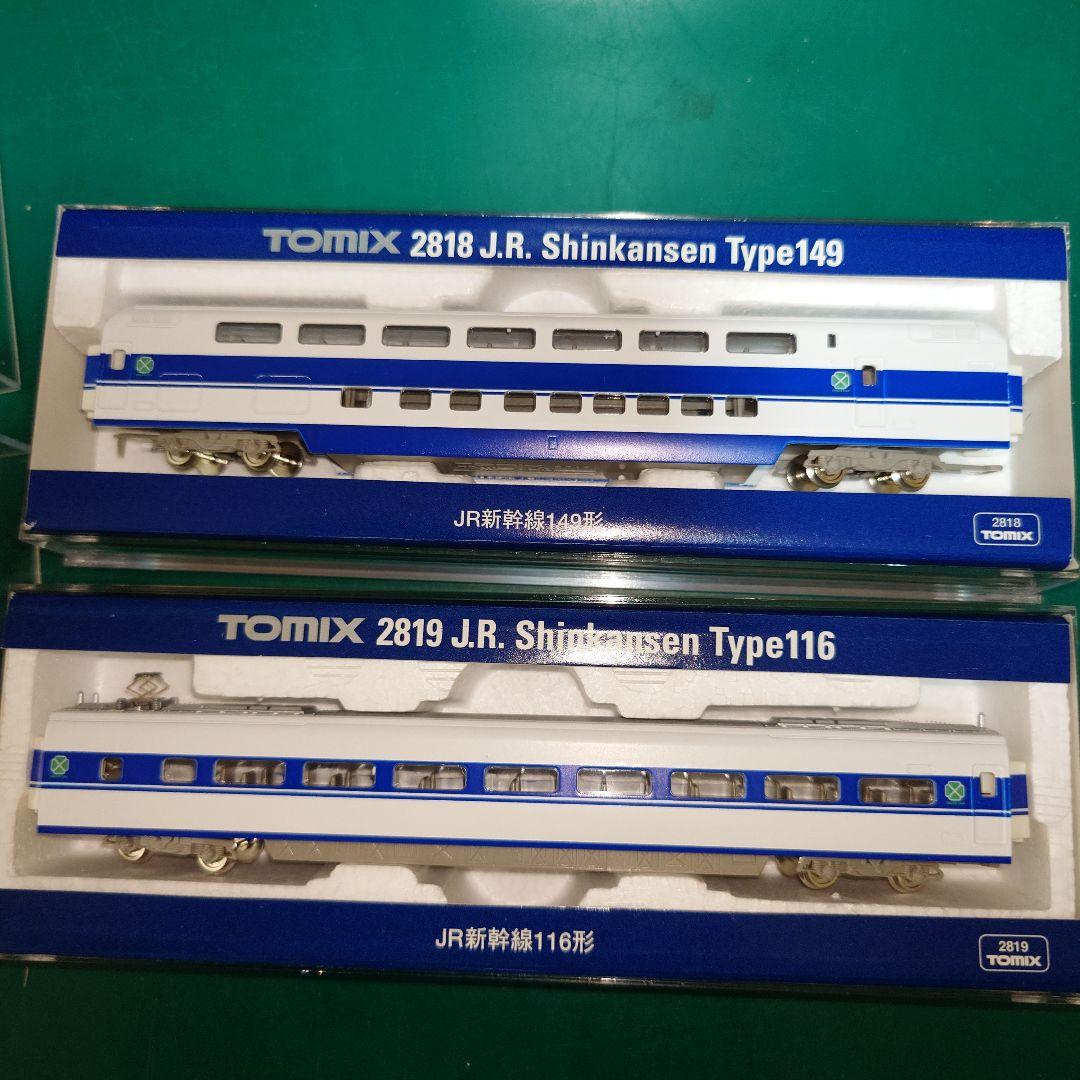 TOMIX 2818 J.R. Shinkansen Type149
JR新幹線149形
2818
TOMIX
TOMIX 2819 J.R. Shinkansen Type116
JR新幹線116形
2819
TOMIX